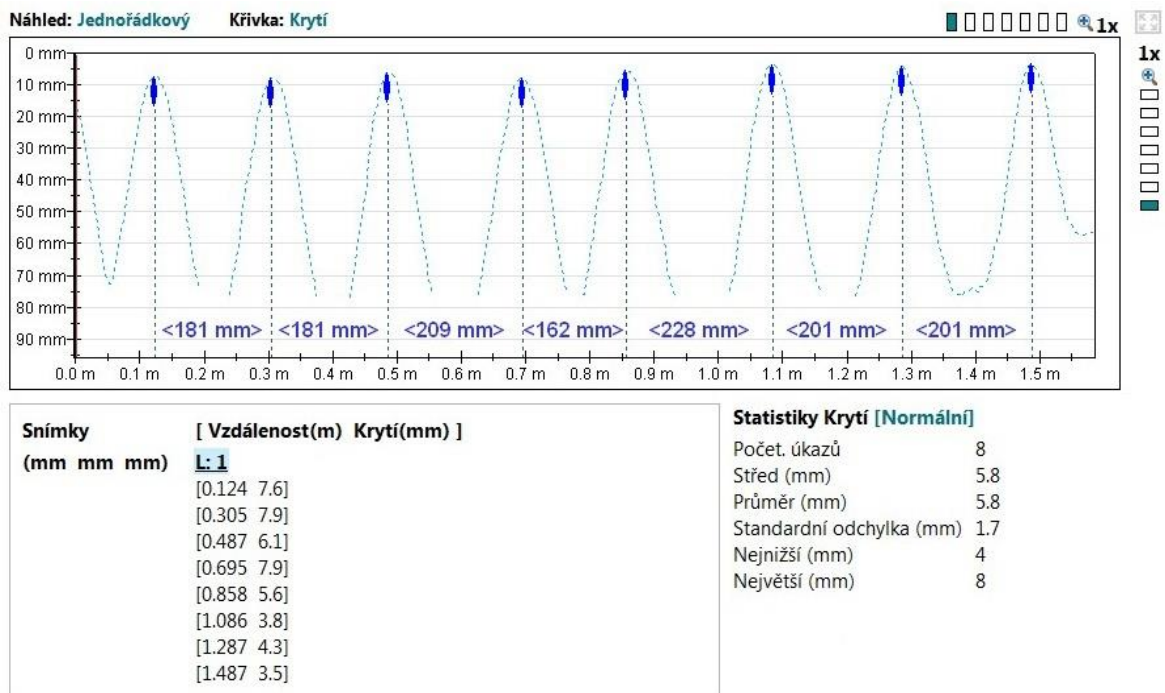 Náhled: Jednořádkový Křivka: Krytí 1x
1x
0 mm
10 mm
20 mm
30 mm
40 mm
50 mm
60 mm
70 mm
80 mm
90 mm
<181 mm> <181 mm> <209 mm> <162 mm> <228 mm> <201 mm> <201 mm>
0.0 m 0.1 m 0.2 m 0.3 m 0.4 m 0.5 m 0.6 m 0.7 m 0.8 m 0.9 m 1.0 m 1.1 m 1.2 m 1.3 m 1.4 m 1.5 m
Snímky [ Vzdálenost(m) Krytí(mm) ]
(mm mm mm) L: 1
[0.124 7.6]
[0.305 7.9]
[0.487 6.1]
[0.695 7.9]
[0.858 5.6]
[1.086 3.8]
[1.287 4.3]
[1.487 3.5]
Statistiky Krytí [Normální]
Počet. úkazů 8
Střed (mm) 5.8
Průměr (mm) 5.8
Standardní odchylka (mm) 1.7
Nejnižší (mm) 4
Největší (mm) 8